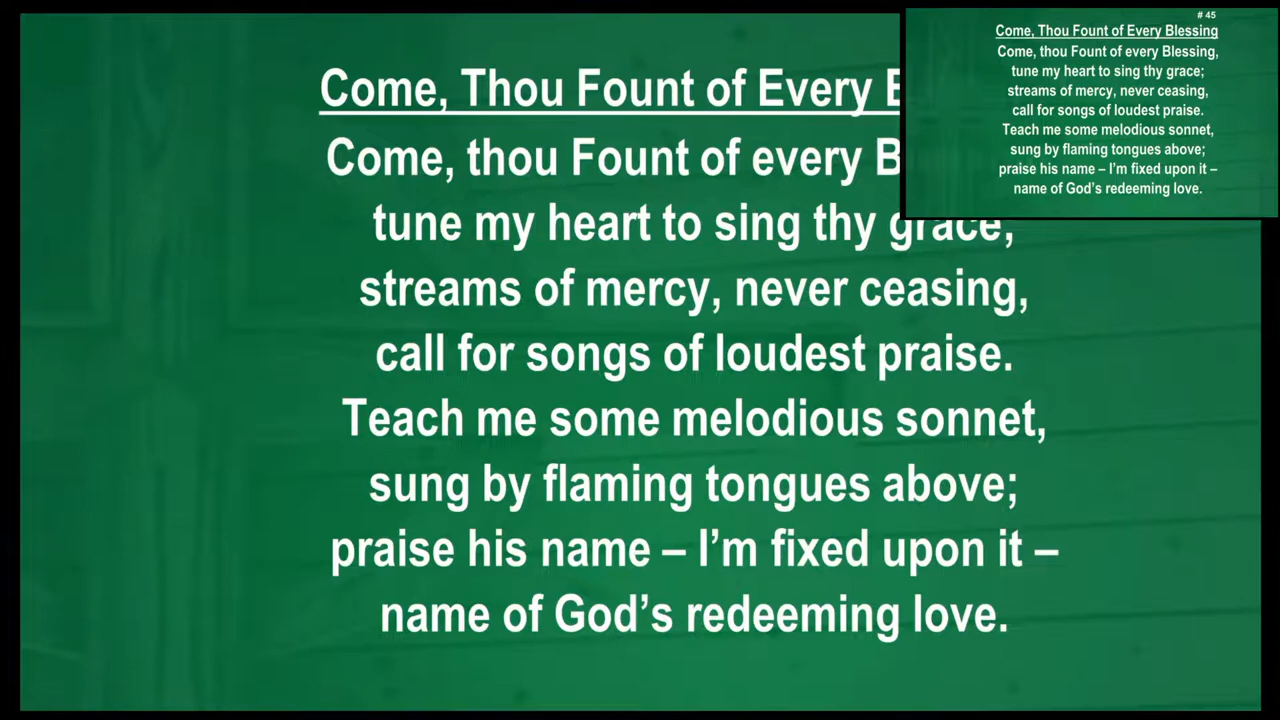 Come, Thou Fount of Every B
Come, thou Fount of every B
tune my heart to sing thy grace,
streams of mercy, never ceasing,
call for songs of loudest praise.
Teach me some melodious sonnet,
sung by flaming tongues above;
praise his name – I’m fixed upon it –
name of God’s redeeming love.
# 45
Come, Thou Fount of Every Blessing
Come, thou Fount of every Blessing,
tune my heart to sing thy grace;
streams of mercy, never ceasing,
call for songs of loudest praise.
Teach me some melodious sonnet,
sung by flaming tongues above;
praise his name – I’m fixed upon it –
name of God’s redeeming love.